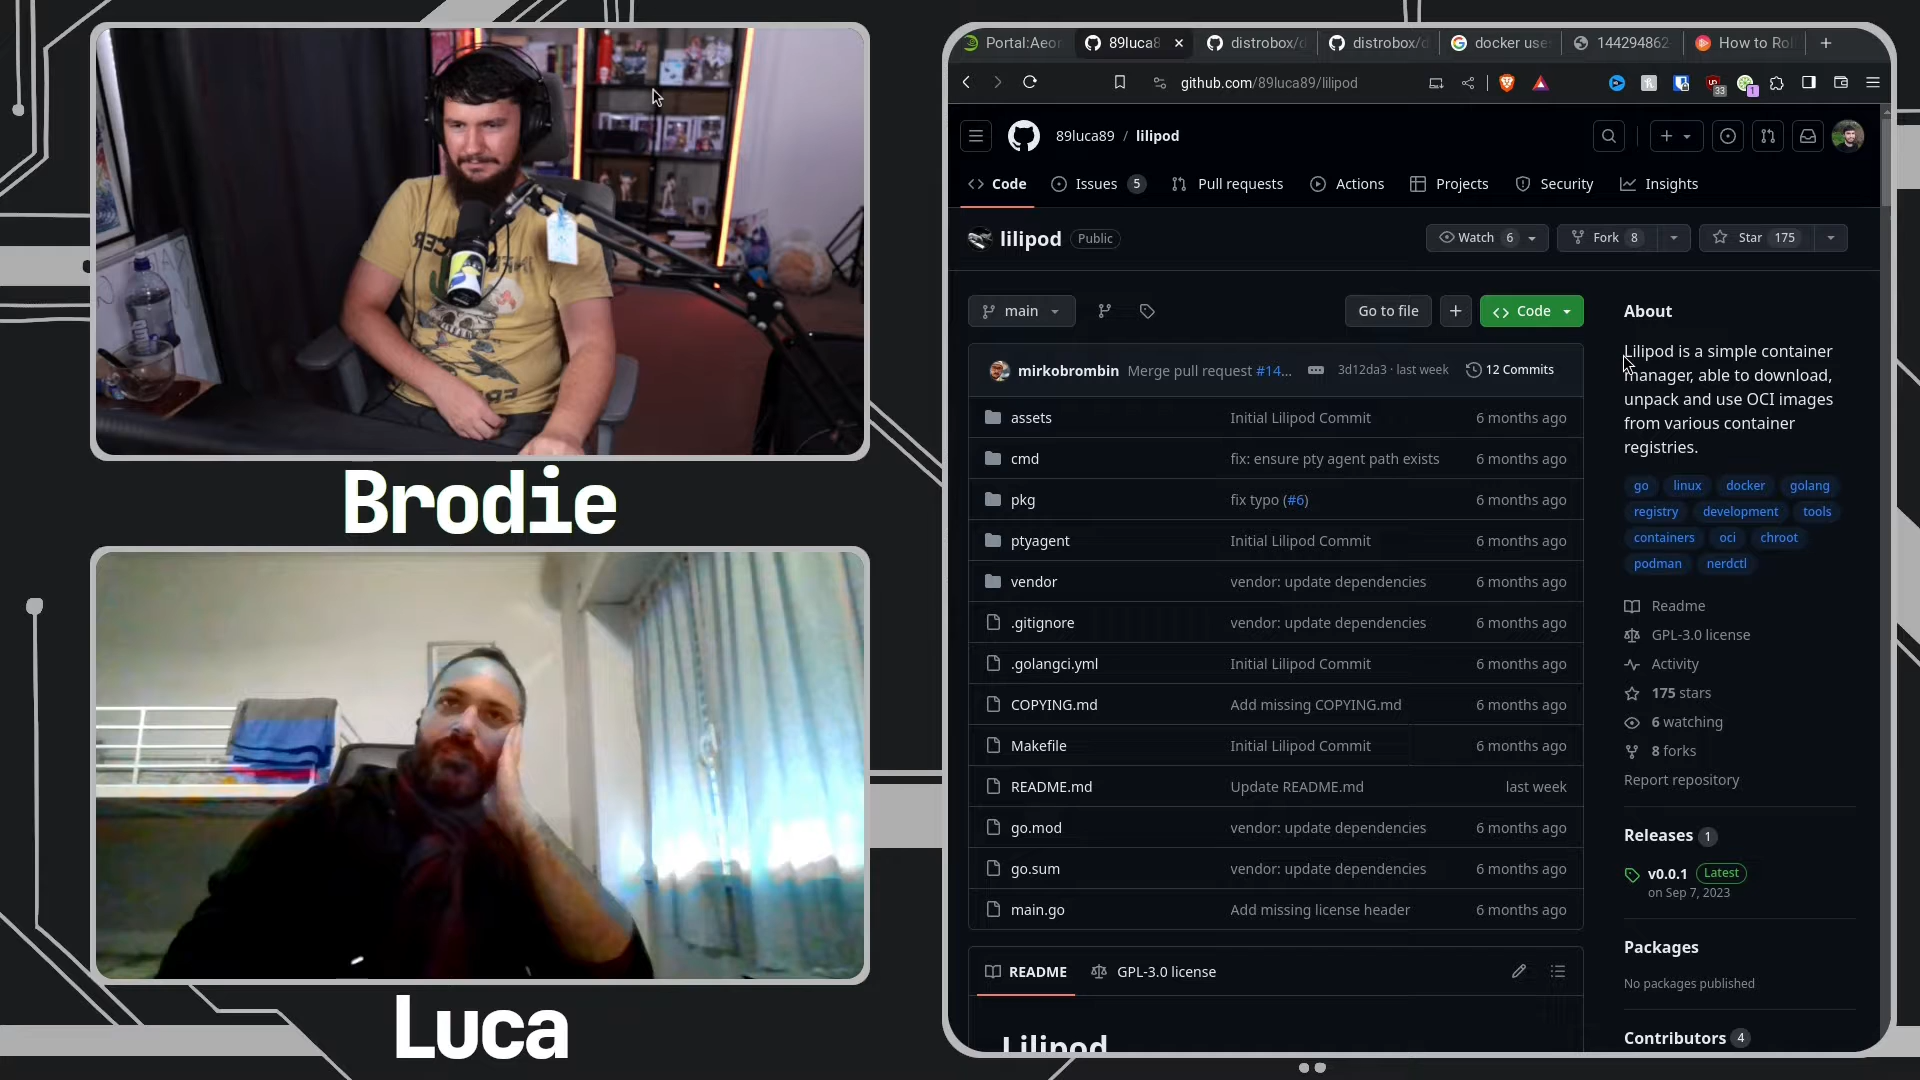 Brodie
Luca
Portal:Aeor
89luca8
distrobox/d
distrobox/d
docker use
144294862
How to Rol
github.com/89luca89/lilipod
33
1
89luca89 / lilipod
Code
Issues 5
Pull requests
Actions
Projects
Security
Insights
lilipod Public
Watch 6
Fork 8
Star 175
main
Go to file
Code
mirkobrombin Merge pull request #14... 3d12da3 · last week 12 Commits
assets Initial Lilipod Commit 6 months ago
cmd fix: ensure pty agent path exists 6 months ago
pkg fix typo (#6) 6 months ago
ptyagent Initial Lilipod Commit 6 months ago
vendor vendor: update dependencies 6 months ago
.gitignore vendor: update dependencies 6 months ago
.golangci.yml Initial Lilipod Commit 6 months ago
COPYING.md Add missing COPYING.md 6 months ago
Makefile Initial Lilipod Commit 6 months ago
README.md Update README.md last week
go.mod vendor: update dependencies 6 months ago
go.sum vendor: update dependencies 6 months ago
main.go Add missing license header 6 months ago
README
GPL-3.0 license
Lilipod
About
Lilipod is a simple container
manager, able to download,
unpack and use OCI images
from various container
registries.
go linux docker golang
registry development tools
containers oci chroot
podman nerdctl
Readme
GPL-3.0 license
Activity
175 stars
6 watching
8 forks
Report repository
Releases 1
v0.0.1 Latest
on Sep 7, 2023
Packages
No packages published
Contributors 4